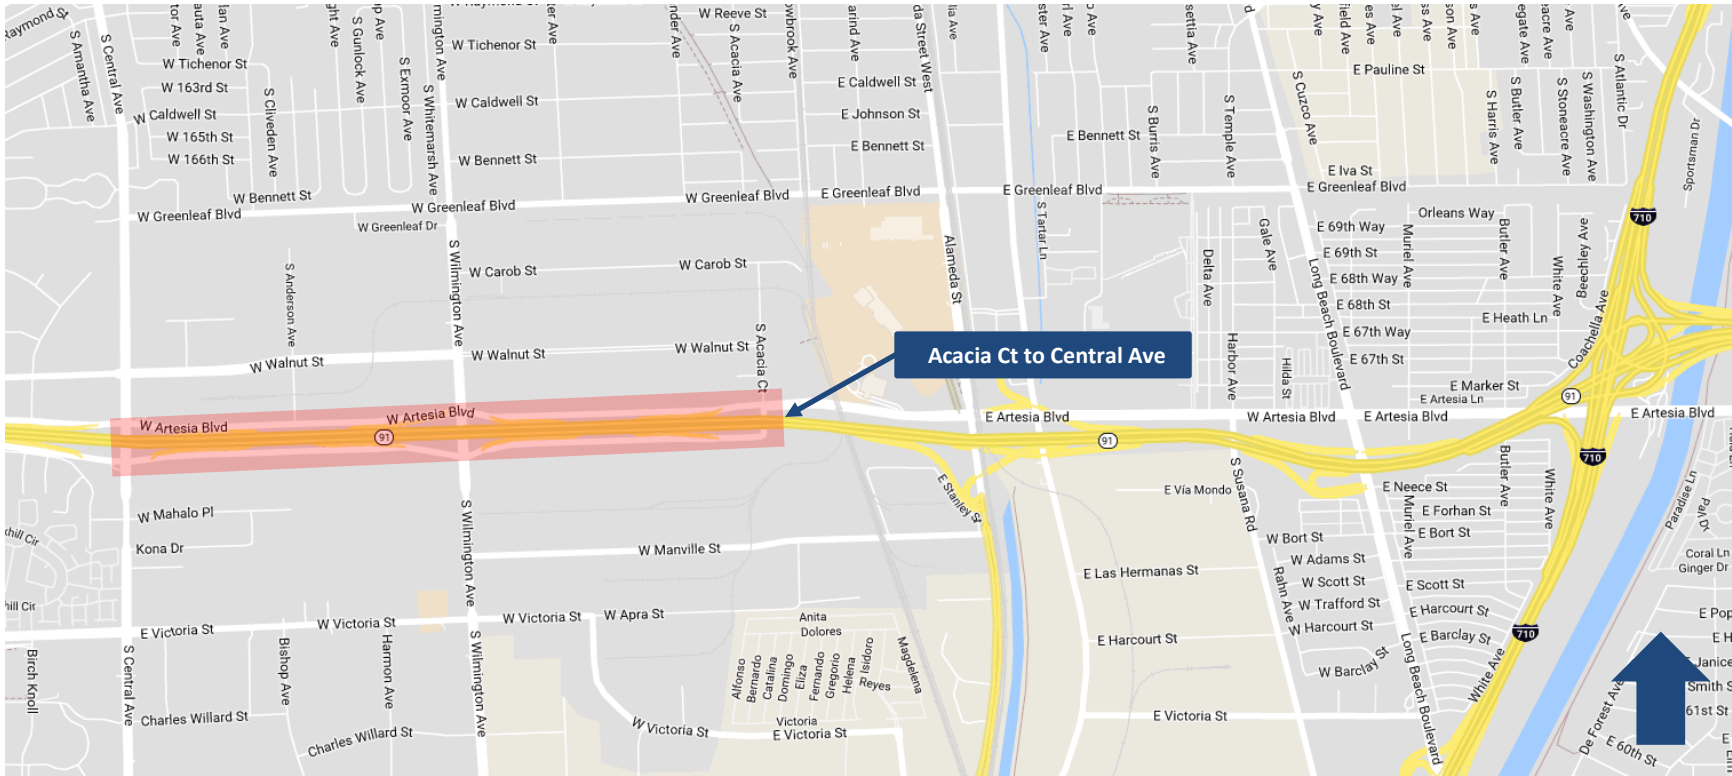 Raymond St
S Amantha Ave
S Central Ave
W Tichenor St
W 163rd St
W Caldwell St
W 165th St
W 166th St
S Cliveden Ave
S Gunlock Ave
S Exmoor Ave
S Whitemarsh Ave
W Tichenor St
W Caldwell St
W Bennett St
W Reeve St
S Acacia Ave
E Caldwell St
E Johnson St
E Bennett St
E Bennett St
S Burris Ave
S Temple Ave
S Cuzco Ave
E Pauline St
S Harris Ave
S Butler Ave
S Stoneacre Ave
S Washington Ave
S Atlantic Dr
Sportsman Dr
E Iva St
W Bennett St
W Greenleaf Blvd
W Greenleaf Blvd
W Greenleaf Dr
W Greenleaf Blvd
E Greenleaf Blvd
E Greenleaf Blvd
E Greenleaf Blvd
S Tartar Ln
Alameda St
710
Orleans Way
E 69th Way
E 69th St
E 68th Way
E 68th St
E 67th Way
E 67th St
Gale Ave
Delta Ave
Long Beach Boulevard
Muriel Ave
Butler Ave
White Ave
Beechley Ave
Coachella Ave
E Heath Ln
S Anderson Ave
S Wilmington Ave
W Carob St
W Carob St
W Walnut St
W Walnut St
W Walnut St
S Acacia Ct
Acacia Ct to Central Ave
Harbor Ave
Hilda St
E Marker St
E Artesia Ln
91
W Artesia Blvd
W Artesia Blvd
91
E Artesia Blvd
91
W Artesia Blvd
E Artesia Blvd
E Artesia Blvd
710
E Stanley St
S Susana Rd
E Vía Mondo
E Neece St
E Forhan St
E Bort St
Muriel Ave
Butler Ave
White Ave
Paradise Ln
W Mahalo Pl
Kona Dr
S Wilmington Ave
W Manville St
W Bort St
W Adams St
W Scott St
W Trafford St
W Harcourt St
W Barclay St
Rahn Ave
E Las Hermanas St
E Harcourt St
E Scott St
E Harcourt St
E Barclay St
Coral Ln
Ginger Dr
710
E Victoria St
W Victoria St
W Victoria St
W Apra St
Anita
Dolores
Alfonso
Bernardo
Catalina
Domingo
Eliza
Fernando
Gregorio
Helena
Isidoro
Reyes
Magdelena
Birch Knoll
S Central Ave
Bishop Ave
Harmon Ave
S Wilmington Ave
Charles Willard St
Charles Willard St
W Victoria St
Victoria
E Victoria St
E Victoria St
Long Beach Boulevard
White Ave
De Forest Ave
E 60th St
61st St